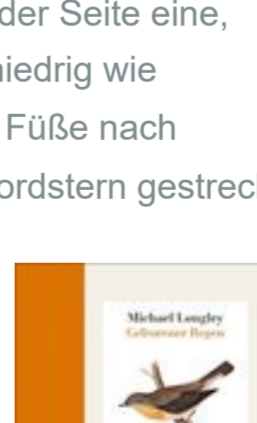 der Seite eine,
niedrig wie
Füße nach
ordstern gestreck
Michael Longley
Gefrorener Regen